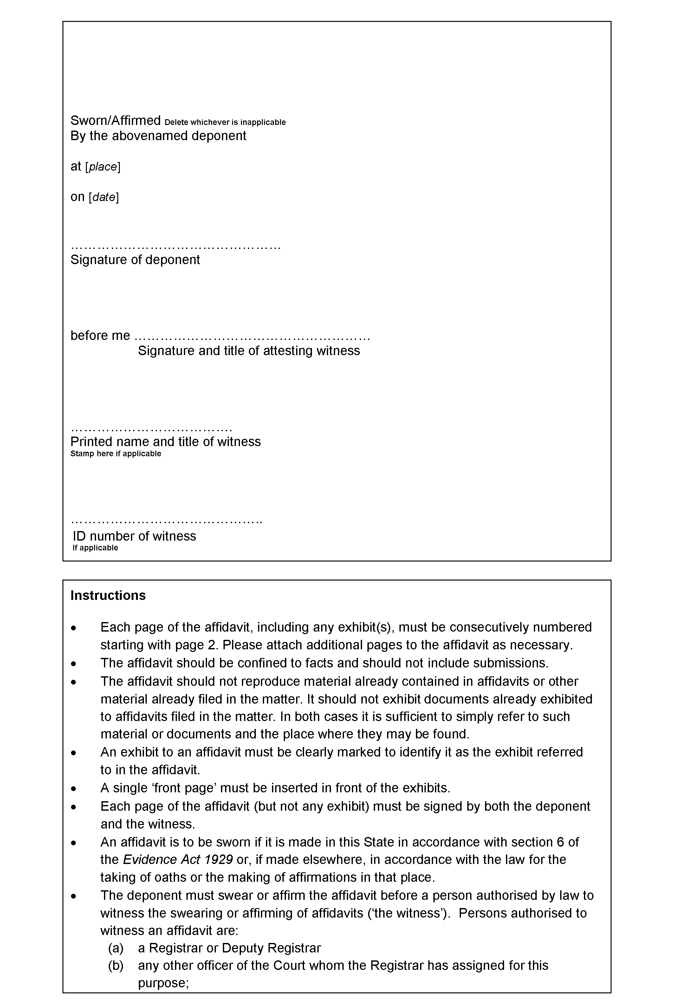 Sworn/Affirmed Delete whichever is inapplicable
By the abovenamed deponent
at [place]
on [date]
…………………………………………
Signature of deponent
before me ………………………………………………
Signature and title of attesting witness
……………………………….
Printed name and title of witness
Stamp here if applicable
……………………………………..
ID number of witness
If applicable
Instructions
• Each page of the affidavit, including any exhibit(s), must be consecutively numbered
starting with page 2. Please attach additional pages to the affidavit as necessary.
• The affidavit should be confined to facts and should not include submissions.
• The affidavit should not reproduce material already contained in affidavits or other
material already filed in the matter. It should not exhibit documents already exhibited
to affidavits filed in the matter. In both cases it is sufficient to simply refer to such
material or documents and the place where they may be found.
• An exhibit to an affidavit must be clearly marked to identify it as the exhibit referred
to in the affidavit.
• A single ‘front page’ must be inserted in front of the exhibits.
• Each page of the affidavit (but not any exhibit) must be signed by both the deponent
and the witness.
• An affidavit is to be sworn if it is made in this State in accordance with section 6 of
the Evidence Act 1929 or, if made elsewhere, in accordance with the law for the
taking of oaths or the making of affirmations in that place.
• The deponent must swear or affirm the affidavit before a person authorised by law to
witness the swearing or affirming of affidavits (‘the witness’). Persons authorised to
witness an affidavit are:
(a) a Registrar or Deputy Registrar
(b) any other officer of the Court whom the Registrar has assigned for this
purpose;